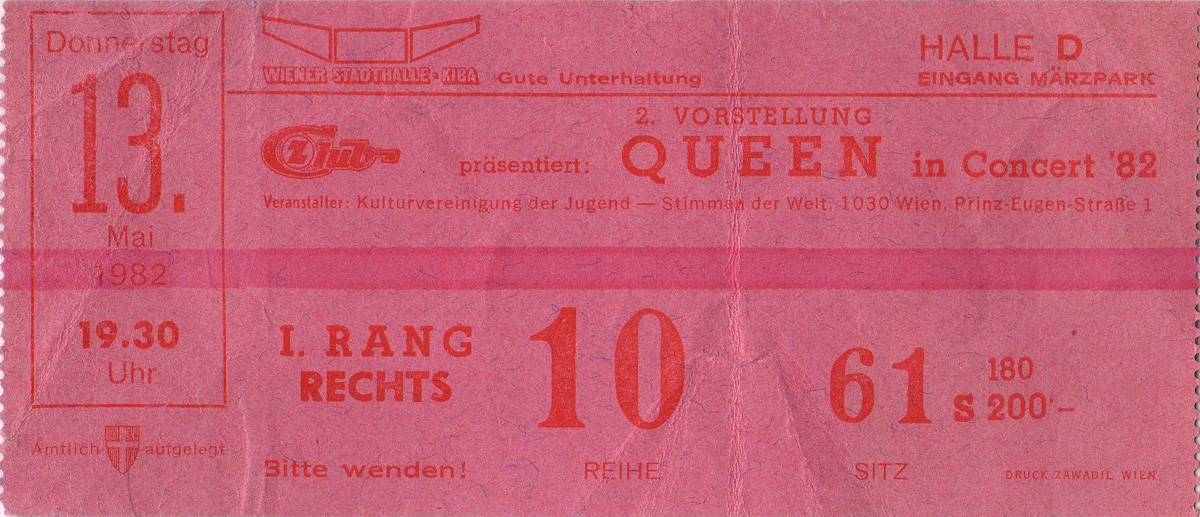 Donnerstag
13.
Mai
1982
19.30
Uhr
Amtlich aufgelegt
WIENER STADTHALLE·KIBA Gute Unterhaltung
HALLE D
EINGANG MÄRZPARK
2. VORSTELLUNG
Z Club präsentiert: QUEEN in Concert '82
Veranstalter: Kulturvereinigung der Jugend — Stimmen der Welt, 1030 Wien, Prinz-Eugen-Straße 1
I. RANG
RECHTS
10
61
180
S 200·–
Bitte wenden!
REIHE
SITZ
DRUCK ZAWADIL WIEN